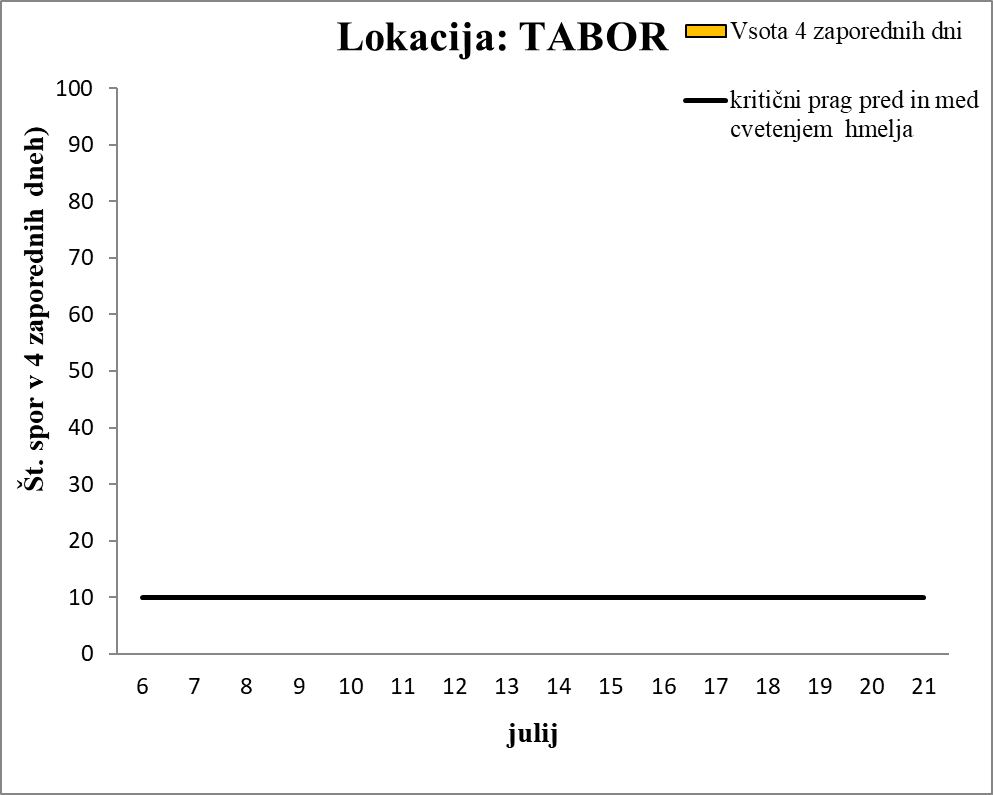 Lokacija: TABOR
Vsota 4 zaporednih dni
kritični prag pred in med
cvetenjem hmelja
Št. spor v 4 zaporednih dneh)
100
90
80
70
60
50
40
30
20
10
0
6 7 8 9 10 11 12 13 14 15 16 17 18 19 20 21
julij